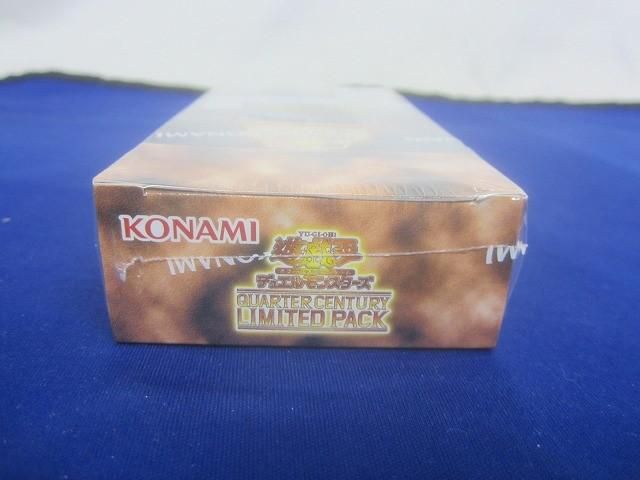 KONAMI
YU-GI-OH!
遊☆戯☆王
デュエルモンスターズ
QUARTER CENTURY
LIMITED PACK
KONAMI